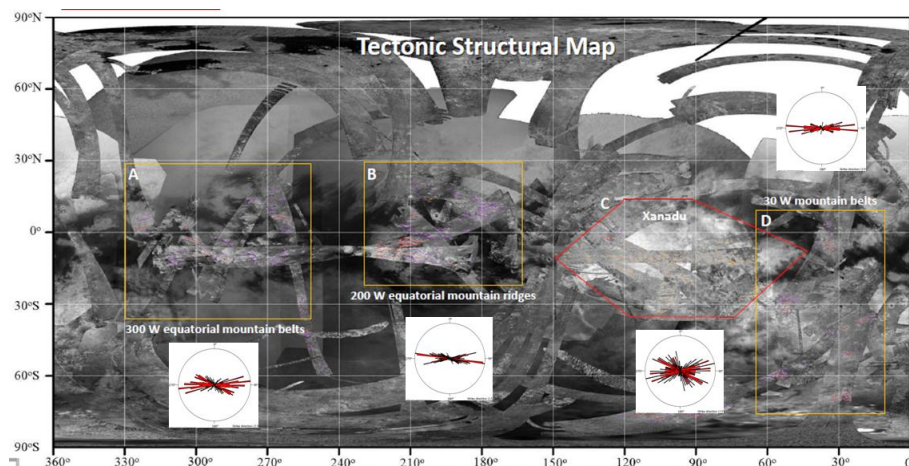 90°N
Tectonic Structural Map
60°N
30°N
A
B
C
Xanadu
30 W mountain belts
D
0°
30°S
200 W equatorial mountain ridges
300 W equatorial mountain belts
60°S
90°S
360° 330° 300° 270° 240° 210° 180° 150° 120° 90° 60° 30° 0°